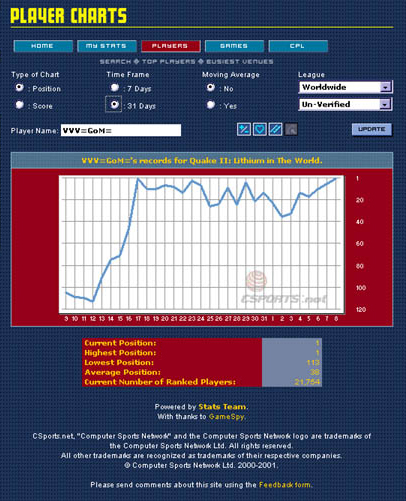 PLAYER CHARTS
HOME MY STATS PLAYERS GAMES CPL
SEARCH TOP PLAYERS BUSIEST VENUES
Type of Chart Time Frame Moving Average League
: Position : 7 Days : No Worldwide
: Score : 31 Days : Yes Un-Verified
Player Name: VVV=GoM= UPDATE
VVV=GoM='s records for Quake II: Lithium in The World.
1
20
40
60
80
100
120
CSPORTS.net
9 10 11 12 13 14 15 16 17 18 19 20 21 22 23 24 25 26 27 28 29 30 31 1 2 3 4 5 6 7 8
Current Position: 1
Highest Position: 1
Lowest Position: 113
Average Position: 38
Current Number of Ranked Players: 21,754
Powered by Stats Team.
With thanks to GameSpy.
CSports.net, "Computer Sports Network" and the Computer Sports Network logo are trademarks of
the Computer Sports Network Ltd. All rights reserved.
All other trademarks are recognized as trademarks of their respective companies.
© Computer Sports Network Ltd. 2000-2001.
Please send comments about this site using the Feedback form.